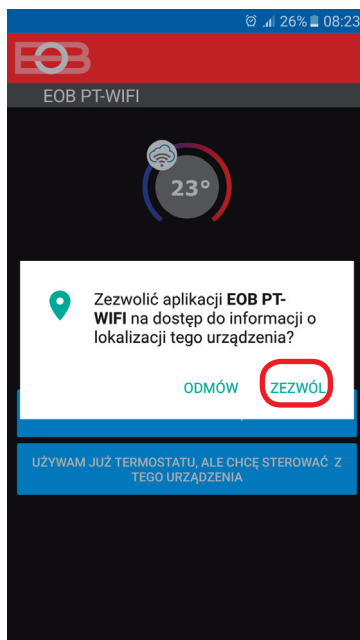 26% 08:23
EOB
EOB PT-WIFI
23°
Zezwolić aplikacji EOB PT-
WIFI na dostęp do informacji o
lokalizacji tego urządzenia?
ODMÓW ZEZWÓL
UŻYWAM JUŻ TERMOSTATU, ALE CHCĘ STEROWAĆ Z
TEGO URZĄDZENIA